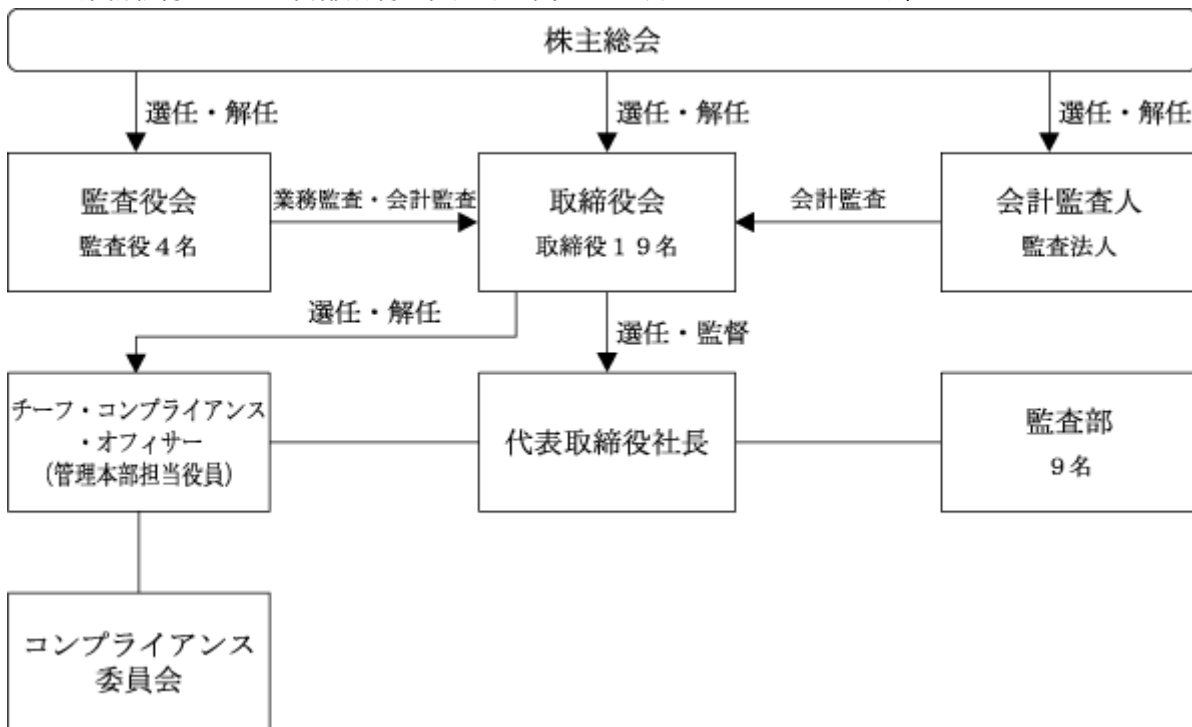 株主総会
選任・解任
選任・解任
選任・解任
監査役会
監査役4名
業務監査・会計監査
取締役会
取締役19名
会計監査
会計監査人
監査法人
選任・解任
選任・監督
チーフ・コンプライアンス
・オフィサー
(管理本部担当役員)
代表取締役社長
監査部
9名
コンプライアンス
委員会